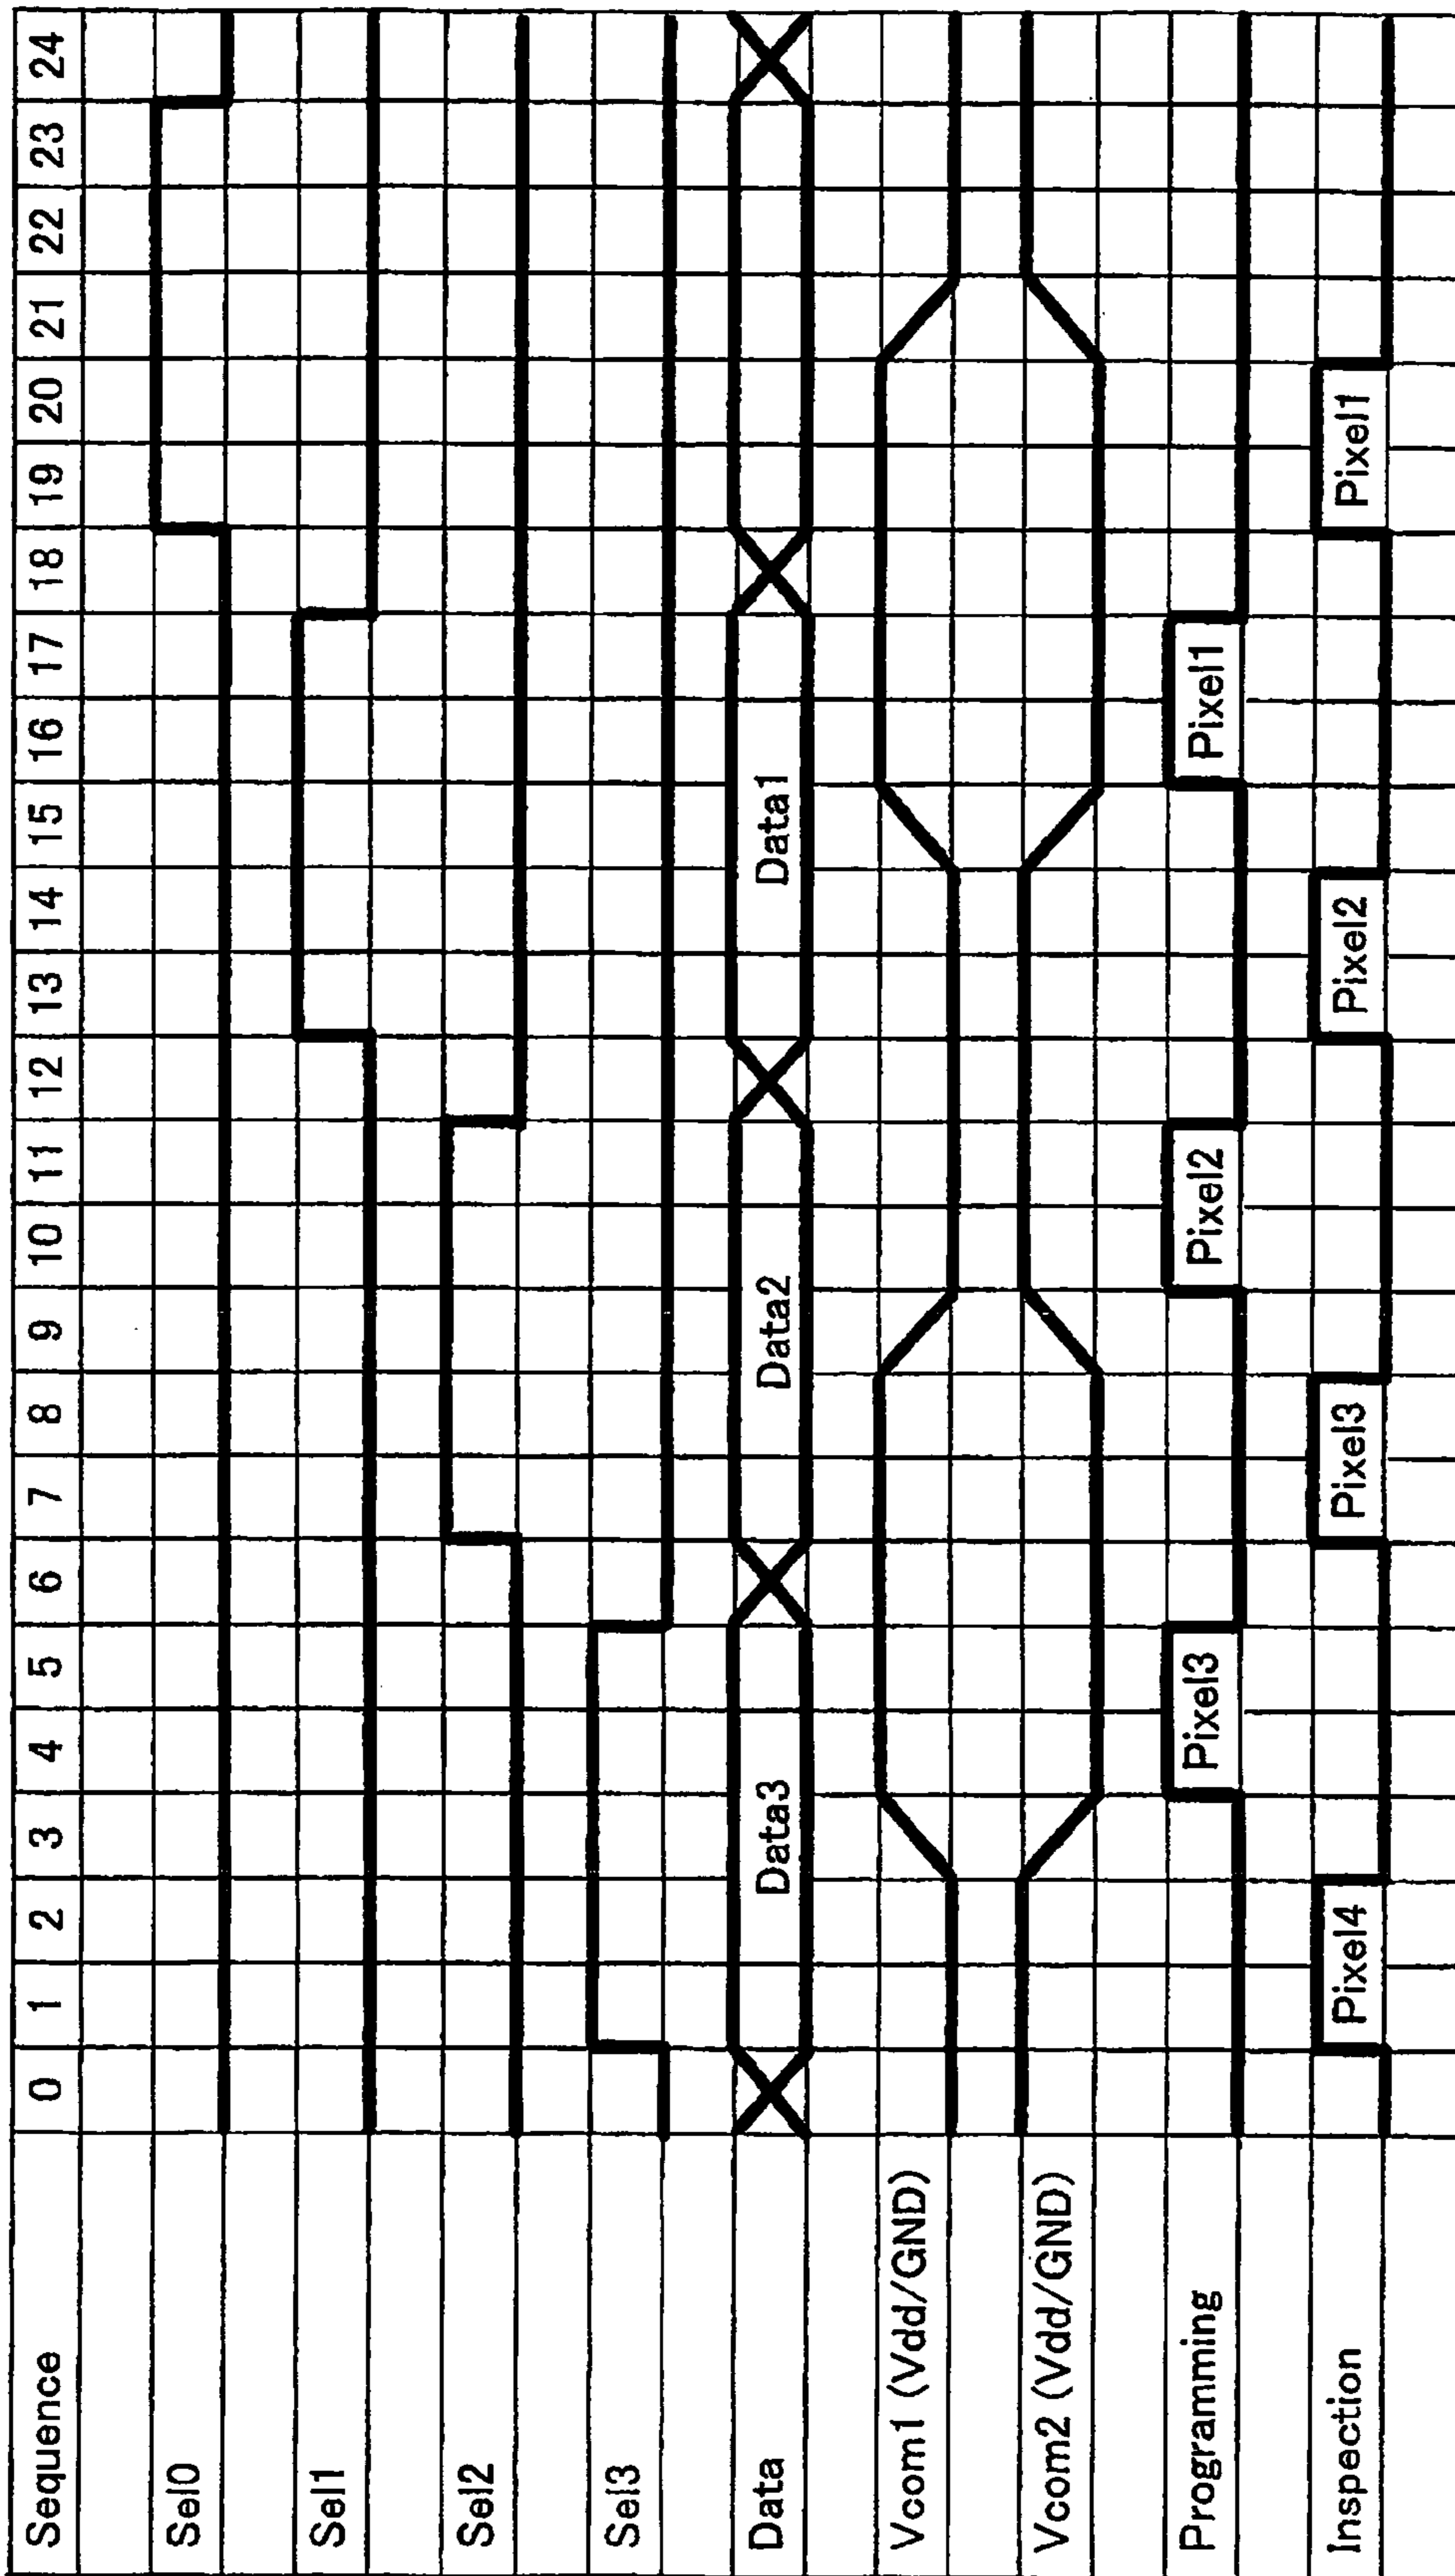 Sequence 0 1 2 3 4 5 6 7 8 9 10 11 12 13 14 15 16 17 18 19 20 21 22 23 24
Sel0
Sel1
Sel2
Sel3
Data Data3 Data2 Data1
Vcom1 (Vdd/GND)
Vcom2 (Vdd/GND)
Programming Pixel3 Pixel2 Pixel1
Inspection Pixel4 Pixel3 Pixel2 Pixel1